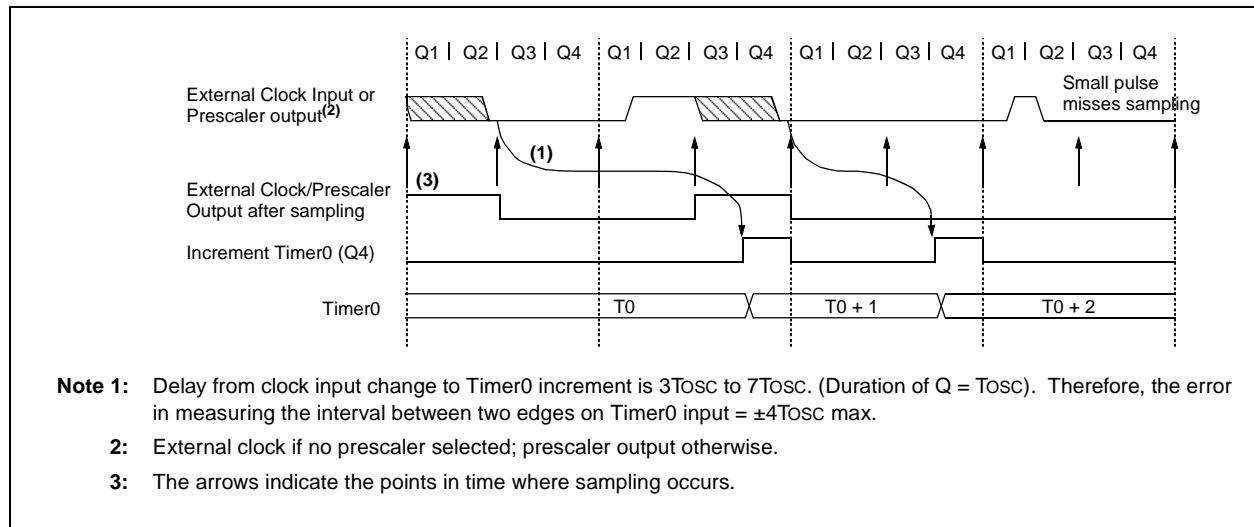 Q1 | Q2 | Q3 | Q4 | Q1 | Q2 | Q3 | Q4 | Q1 | Q2 | Q3 | Q4 | Q1 | Q2 | Q3 | Q4
External Clock Input or
Prescaler output(2)
Small pulse
misses sampling
(1)
(3)
External Clock/Prescaler
Output after sampling
Increment Timer0 (Q4)
Timer0
T0
T0 + 1
T0 + 2
Note 1: Delay from clock input change to Timer0 increment is 3TOSC to 7TOSC. (Duration of Q = TOSC). Therefore, the error
in measuring the interval between two edges on Timer0 input = ±4TOSC max.
2: External clock if no prescaler selected; prescaler output otherwise.
3: The arrows indicate the points in time where sampling occurs.